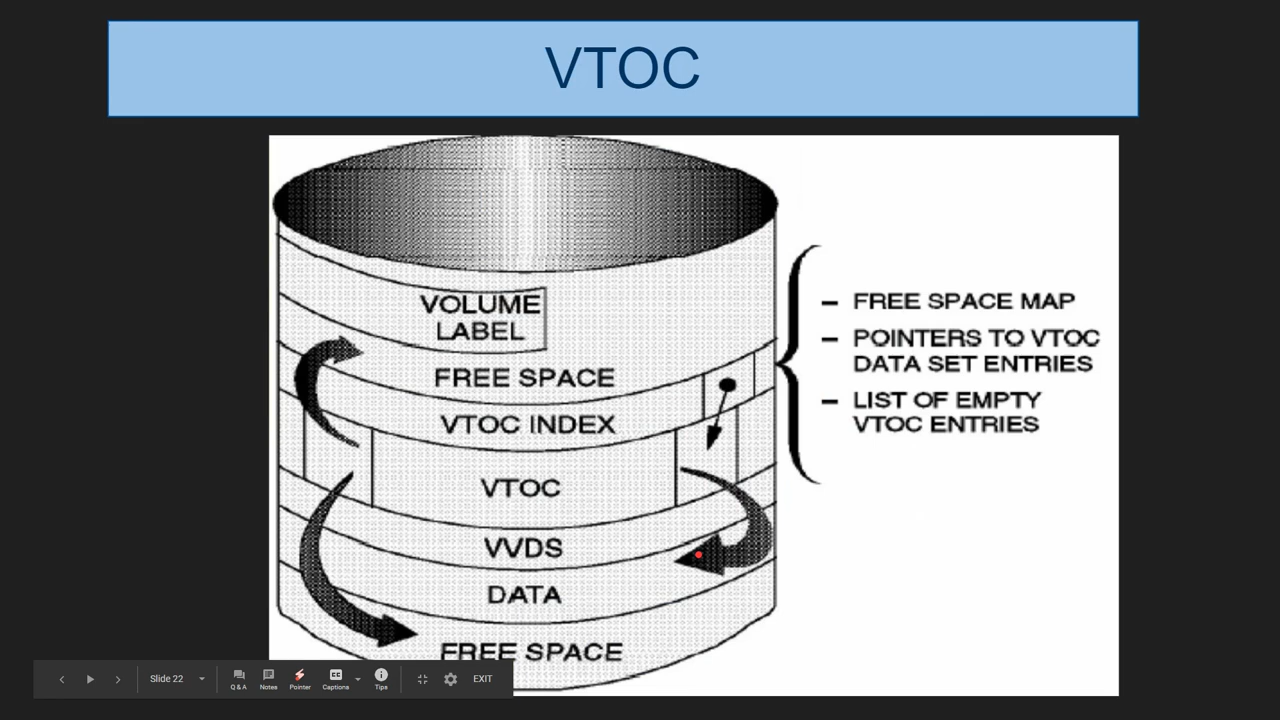 VTOC
VOLUME
LABEL
FREE SPACE
VTOC INDEX
VTOC
VVDS
DATA
FREE SPACE
– FREE SPACE MAP
– POINTERS TO VTOC
DATA SET ENTRIES
– LIST OF EMPTY
VTOC ENTRIES
Slide 22
Q & A
Notes
Pointer
CC
Captions
Tips
EXIT